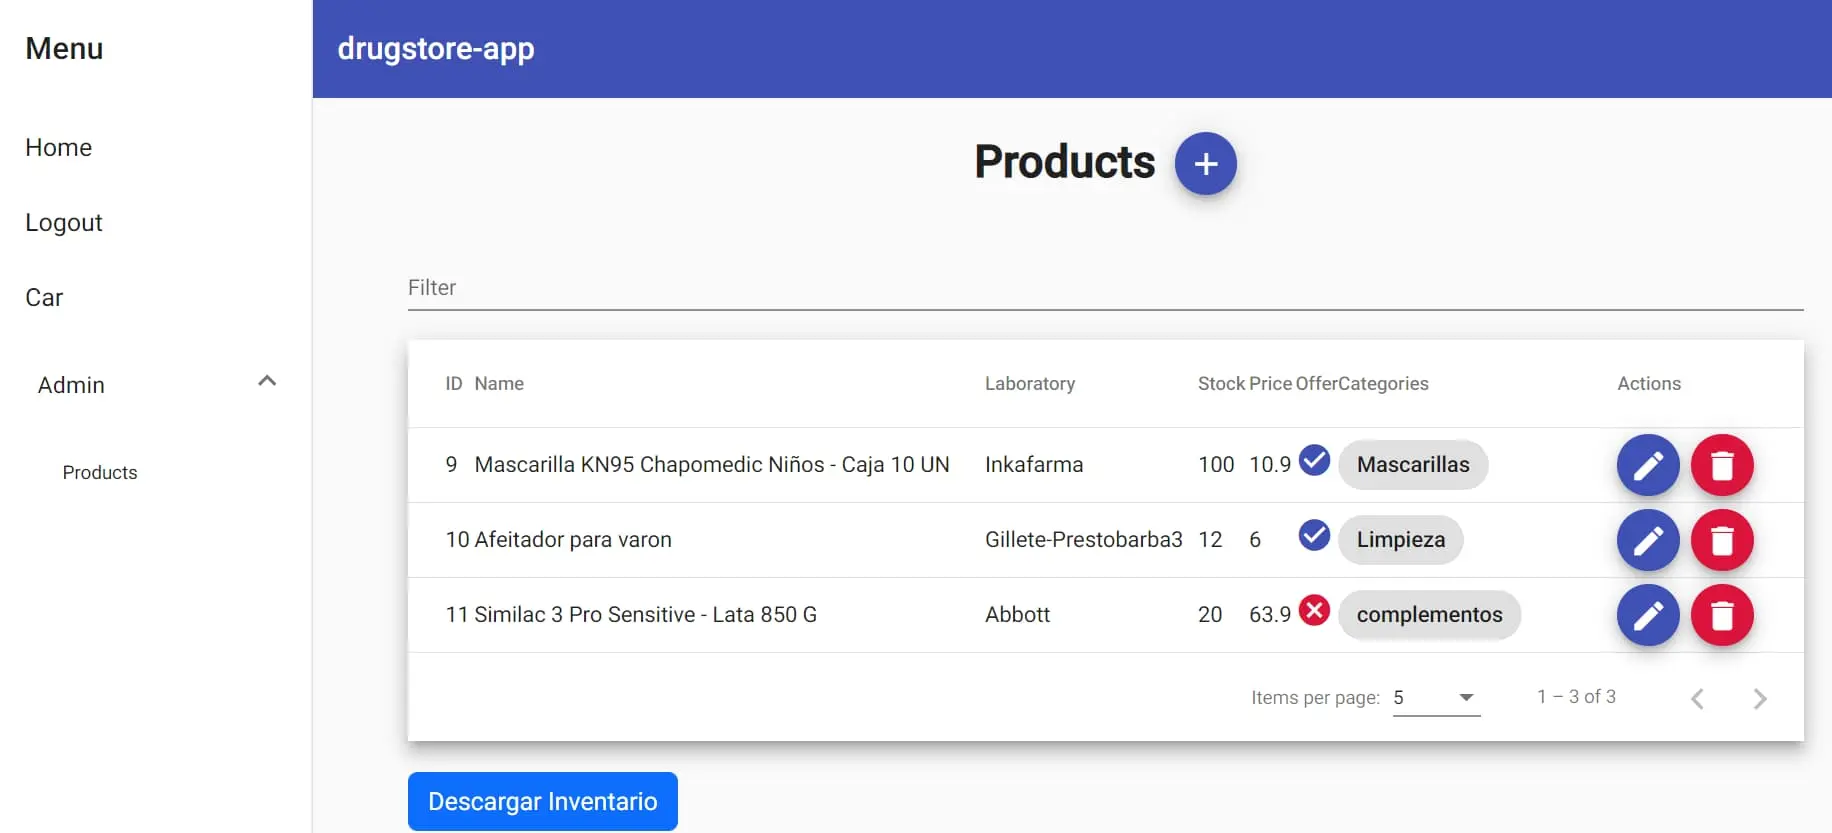 Menu
drugstore-app
Home
Logout
Car
Admin
Products
Products
Filter
ID Name Laboratory Stock Price Offer Categories Actions
9 Mascarilla KN95 Chapomedic Niños - Caja 10 UN Inkafarma 100 10.9 Mascarillas
10 Afeitador para varon Gillete-Prestobarba3 12 6 Limpieza
11 Similac 3 Pro Sensitive - Lata 850 G Abbott 20 63.9 complementos
Items per page: 5 1 – 3 of 3
Descargar Inventario